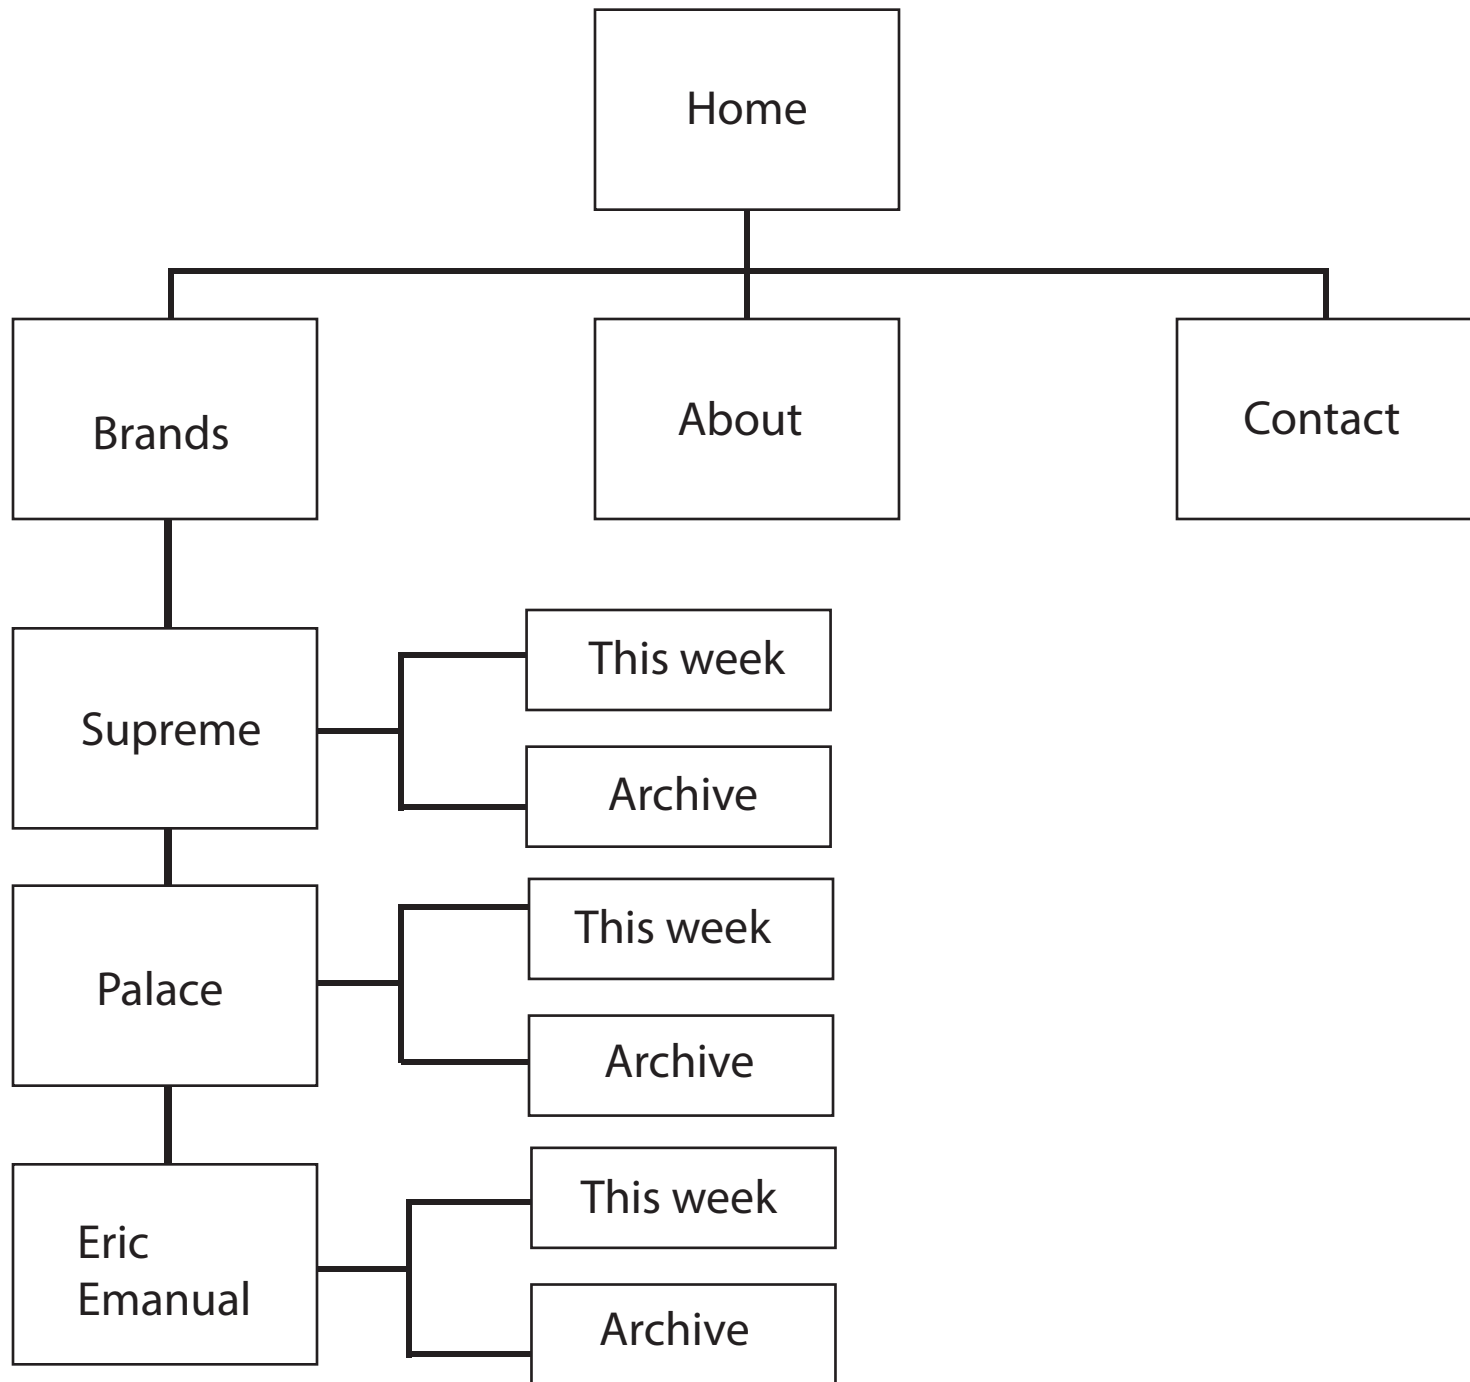 Home
Brands
About
Contact
Supreme
This week
Archive
Palace
This week
Archive
Eric
Emanual
This week
Archive